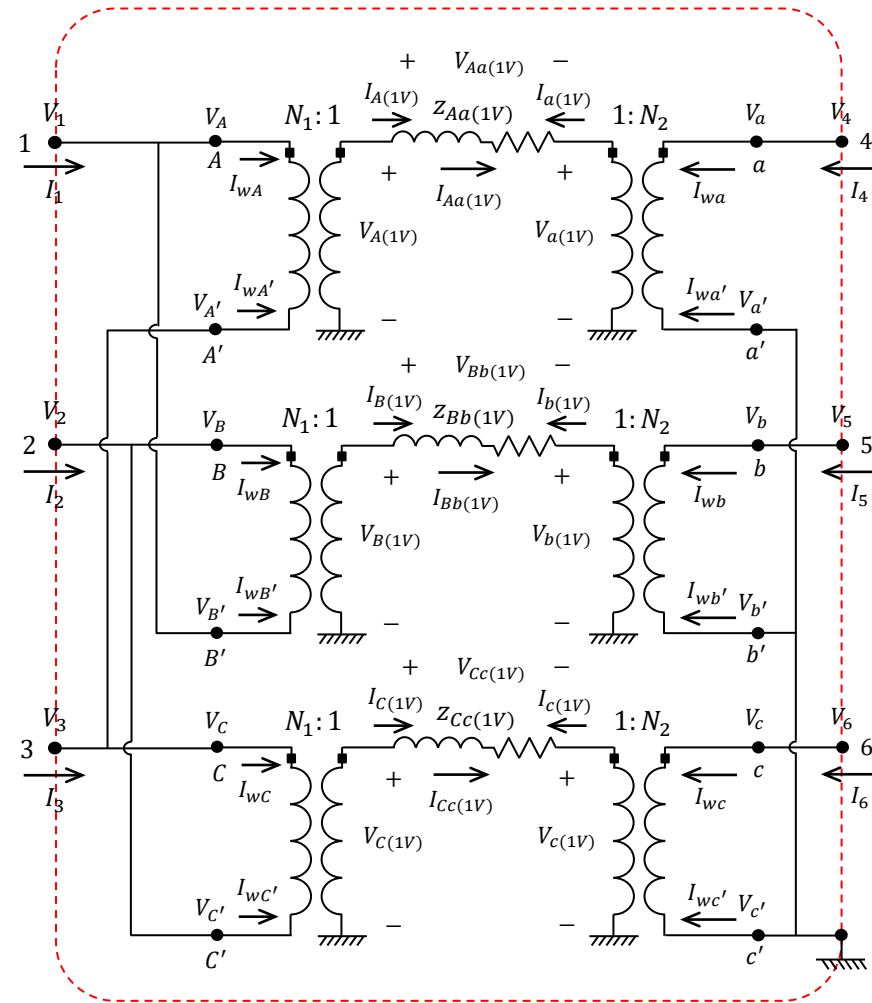 + V_{Aa(1V)} −
V_1 V_A N_1:1 I_{A(1V)} z_{Aa(1V)} I_{a(1V)} 1:N_2 V_a V_4
1 A a 4
I_1 I_{wA} + I_{Aa(1V)} + I_{wa} I_4
V_{A(1V)} V_{a(1V)}
V_{A'} I_{wA'} − − I_{wa'} V_{a'}
A' a'
+ V_{Bb(1V)} −
V_2 V_B N_1:1 I_{B(1V)} z_{Bb(1V)} I_{b(1V)} 1:N_2 V_b V_5
2 B b 5
I_2 I_{wB} + I_{Bb(1V)} + I_{wb} I_5
V_{B(1V)} V_{b(1V)}
V_{B'} I_{wB'} − − I_{wb'} V_{b'}
B' b'
+ V_{Cc(1V)} −
V_3 V_C N_1:1 I_{C(1V)} z_{Cc(1V)} I_{c(1V)} 1:N_2 V_c V_6
3 C c 6
I_3 I_{wC} + I_{Cc(1V)} + I_{wc} I_6
V_{C(1V)} V_{c(1V)}
V_{C'} I_{wC'} − − I_{wc'} V_{c'}
C' c'